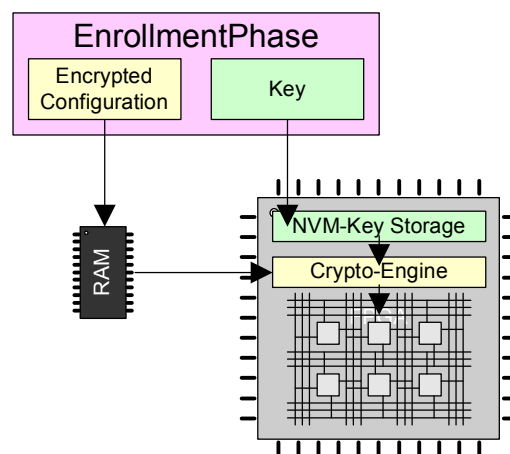 EnrollmentPhase
Encrypted
Configuration
Key
NVM-Key Storage
Crypto-Engine
RAM